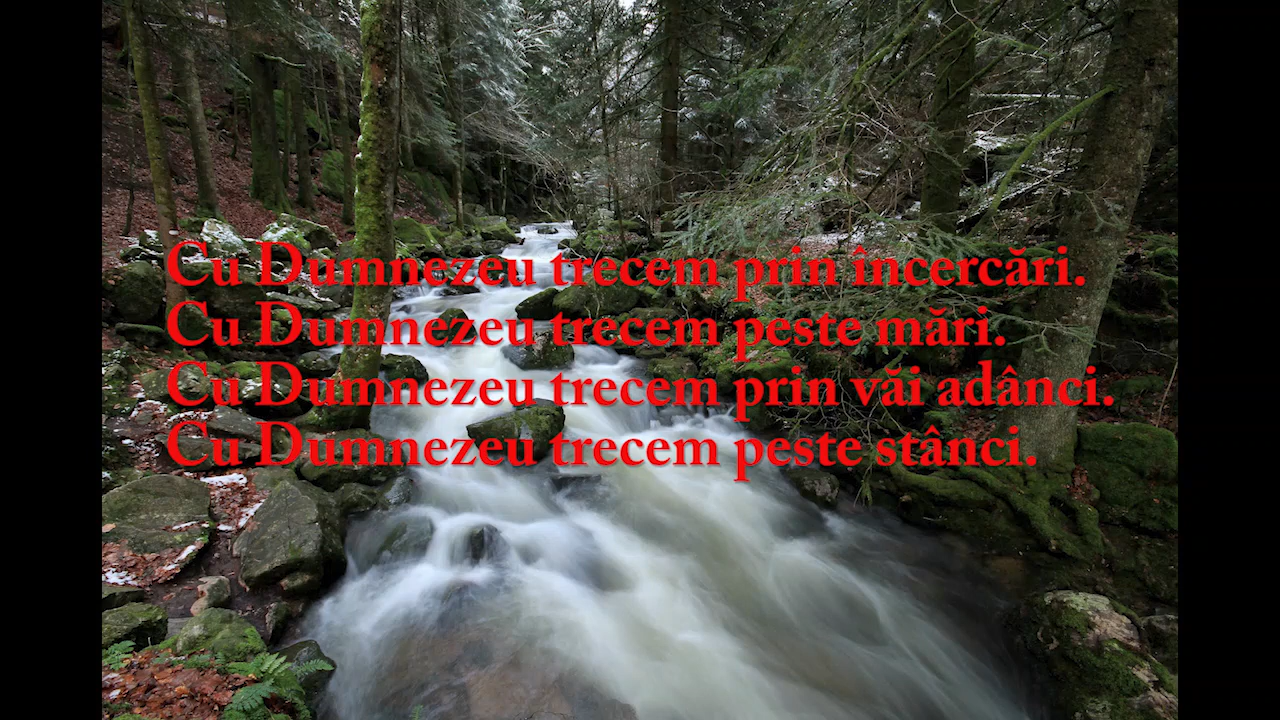 Cu Dumnezeu trecem prin încercări.
Cu Dumnezeu trecem peste mări.
Cu Dumnezeu trecem prin văi adânci.
Cu Dumnezeu trecem peste stânci.